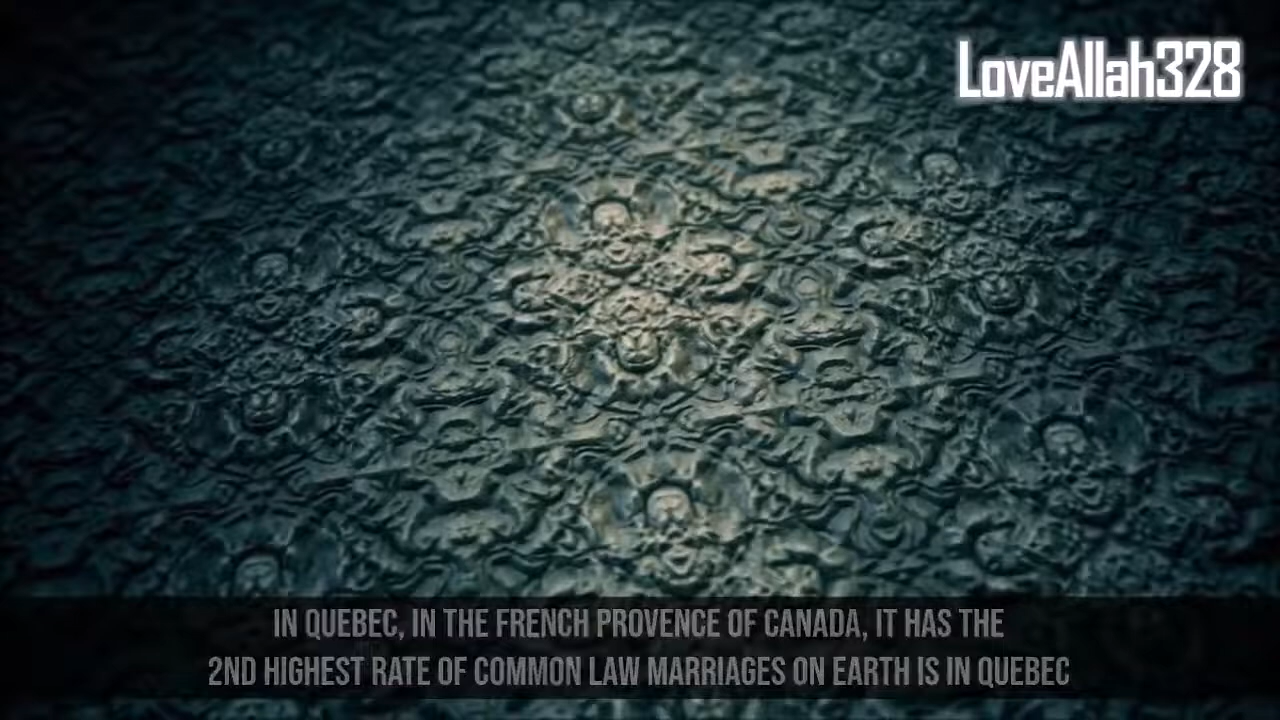 LoveAllah328
IN QUEBEC, IN THE FRENCH PROVENCE OF CANADA, IT HAS THE
2ND HIGHEST RATE OF COMMON LAW MARRIAGES ON EARTH IS IN QUEBEC